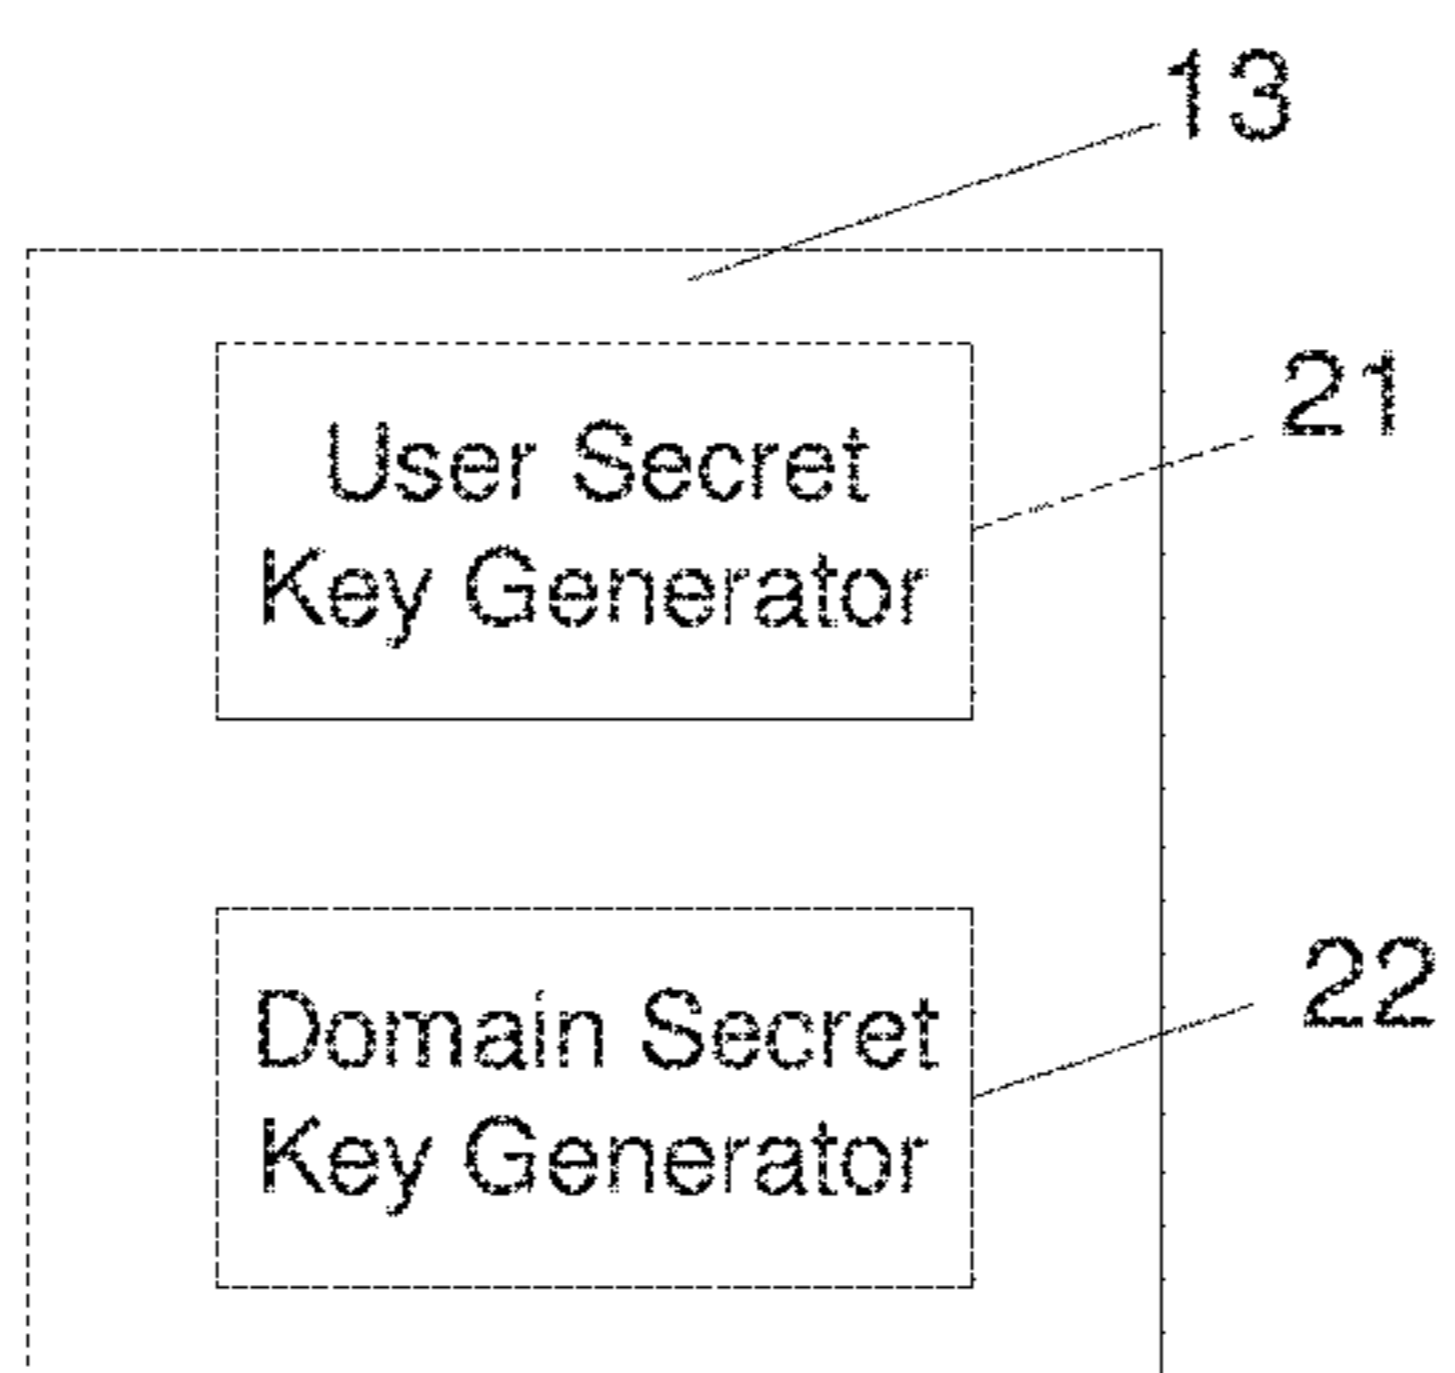 13
21
User Secret
Key Generator
22
Domain Secret
Key Generator